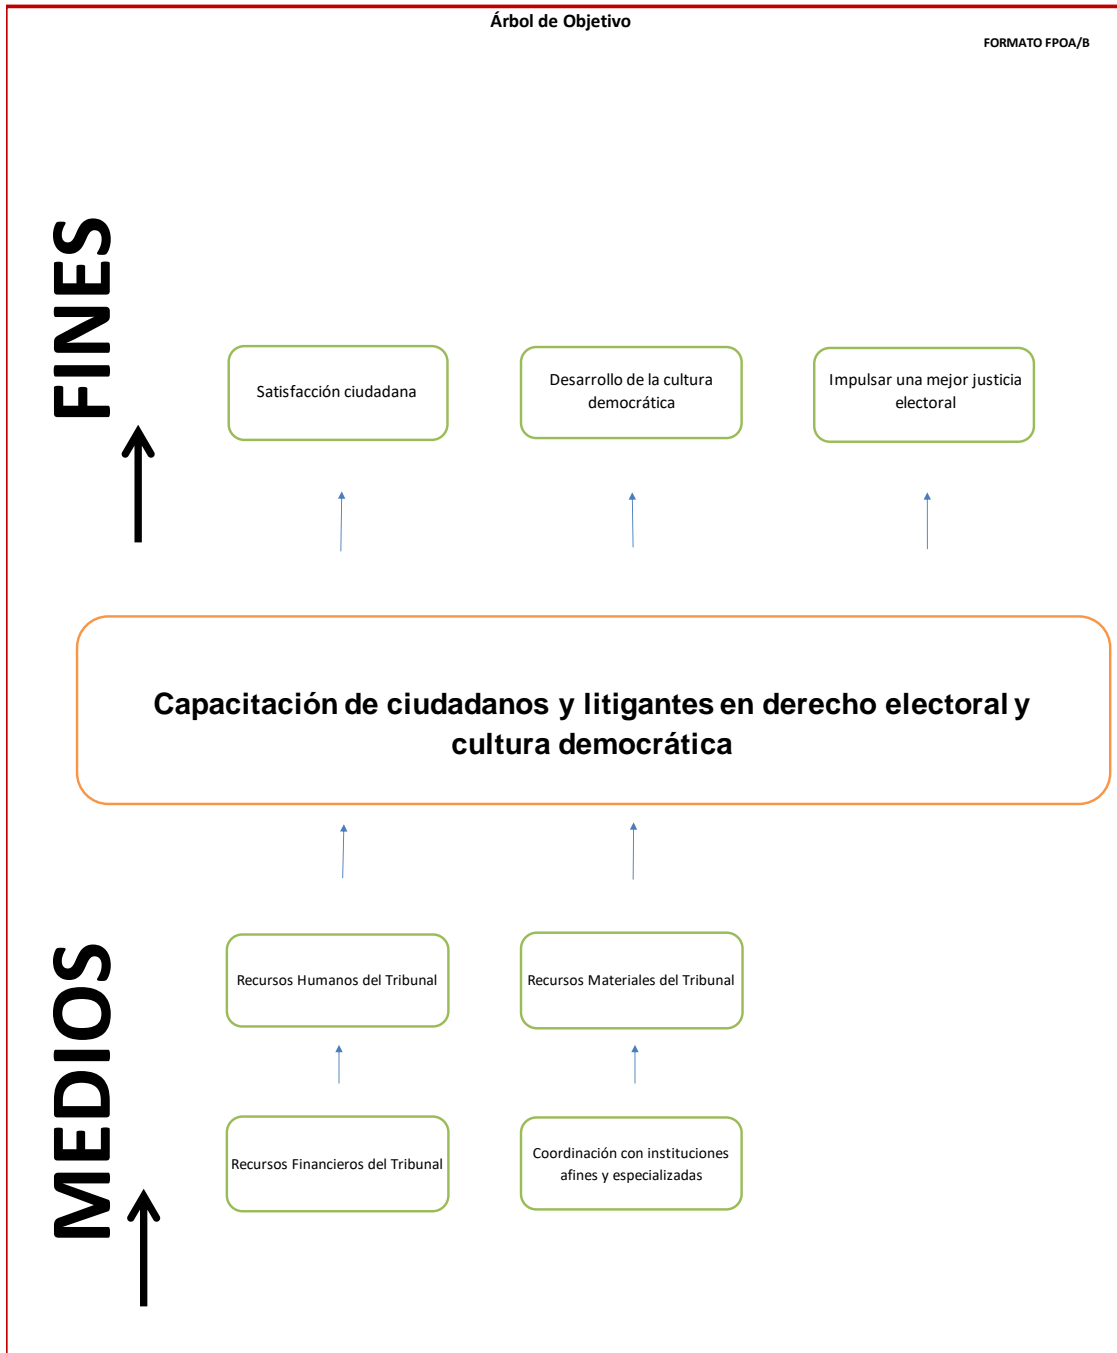 Árbol de Objetivo
FORMATO FPOA/B
FINES
Satisfacción ciudadana
Desarrollo de la cultura
democrática
Impulsar una mejor justicia
electoral
Capacitación de ciudadanos y litigantes en derecho electoral y
cultura democrática
MEDIOS
Recursos Humanos del Tribunal
Recursos Materiales del Tribunal
Recursos Financieros del Tribunal
Coordinación con instituciones
afines y especializadas